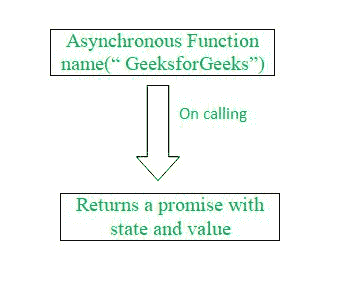 Asynchronous Function
name(“ GeeksforGeeks”)
On calling
Returns a promise with
state and value